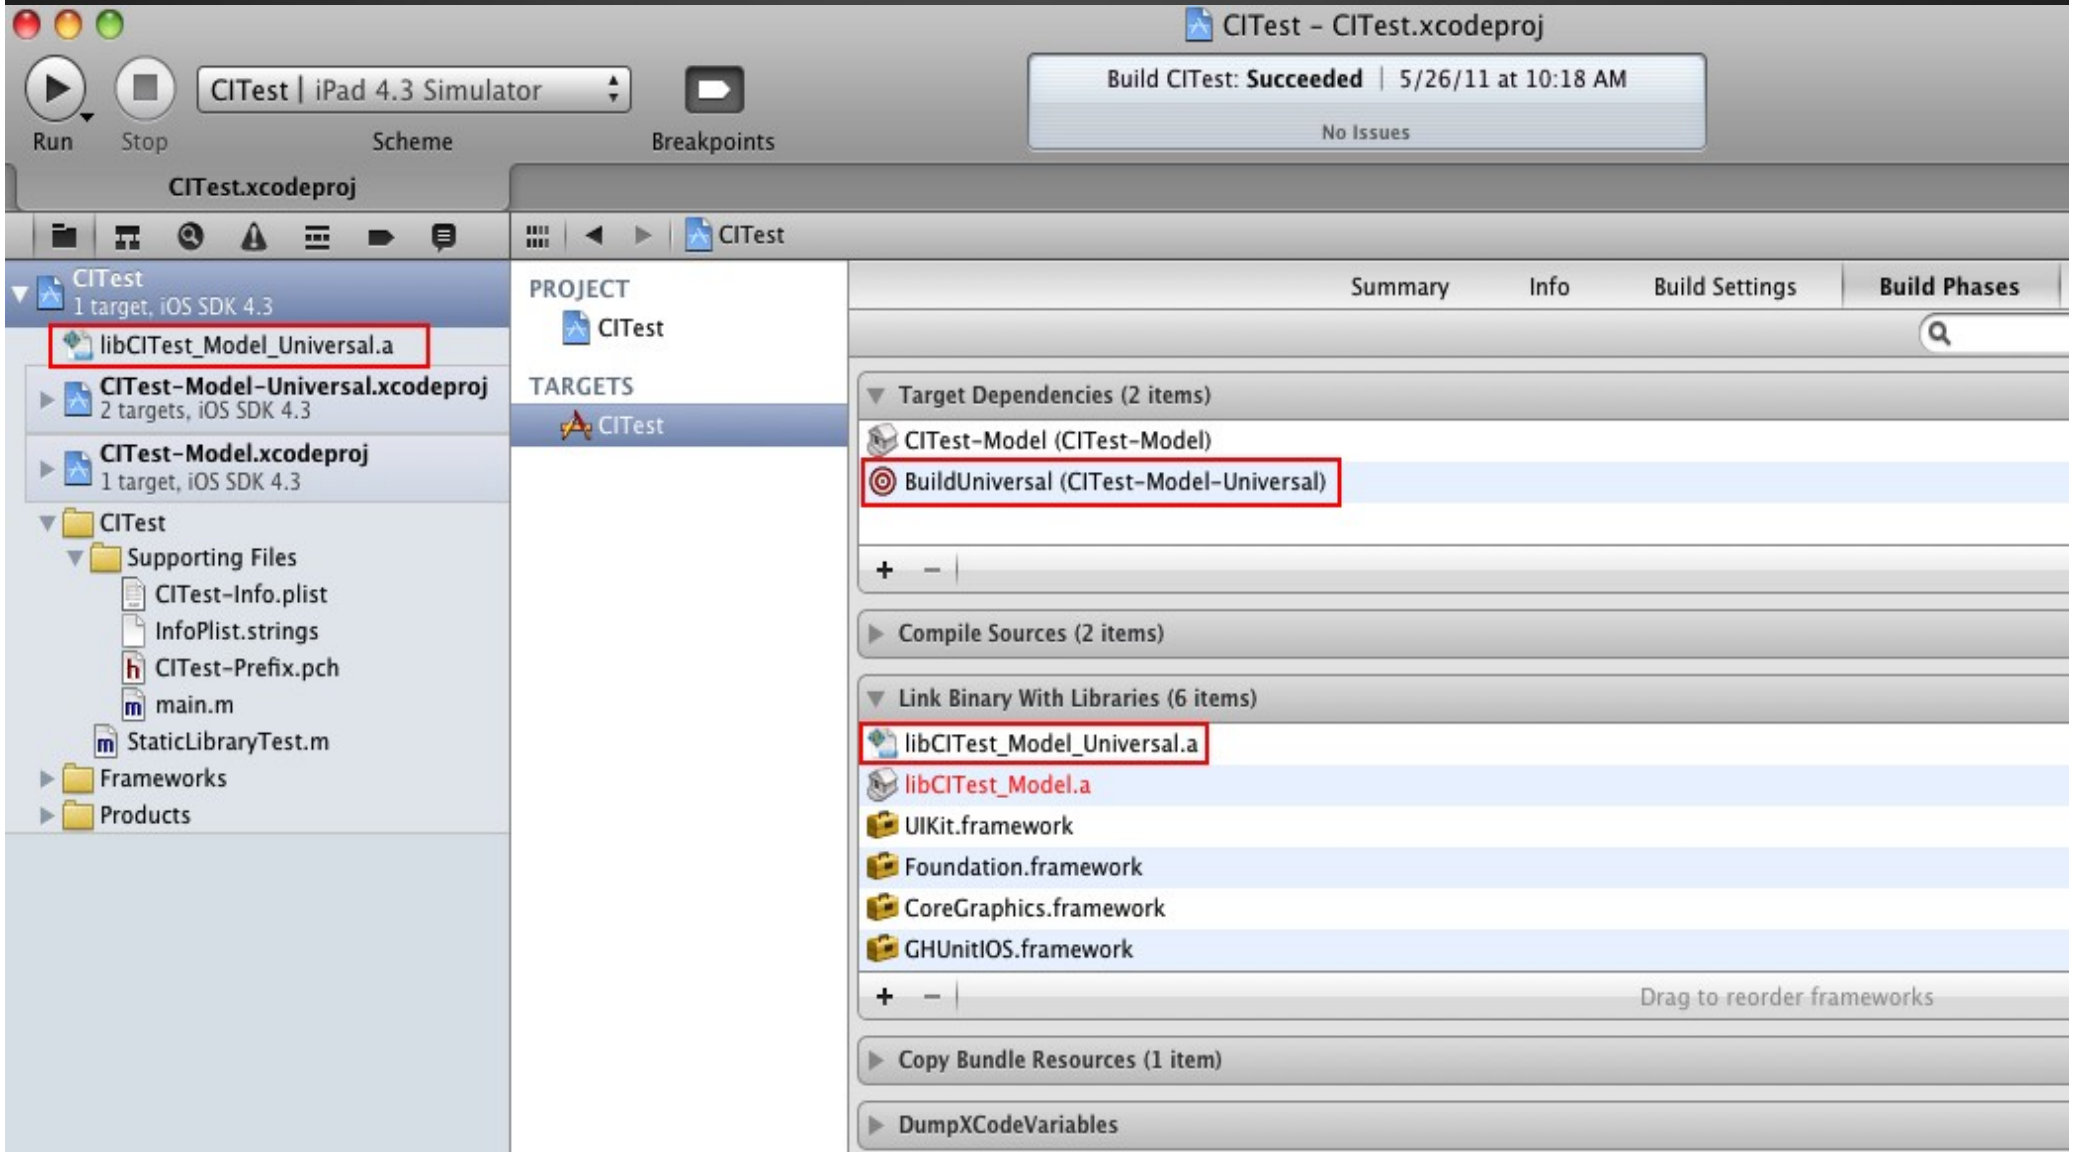 CITest – CITest.xcodeproj
CITest | iPad 4.3 Simulator
Build CITest: Succeeded | 5/26/11 at 10:18 AM
No Issues
Run
Stop
Scheme
Breakpoints
CITest.xcodeproj
CITest
CITest
1 target, iOS SDK 4.3
libCITest_Model_Universal.a
CITest-Model-Universal.xcodeproj
2 targets, iOS SDK 4.3
CITest-Model.xcodeproj
1 target, iOS SDK 4.3
CITest
Supporting Files
CITest-Info.plist
InfoPlist.strings
CITest-Prefix.pch
main.m
StaticLibraryTest.m
Frameworks
Products
PROJECT
CITest
TARGETS
CITest
Summary
Info
Build Settings
Build Phases
Target Dependencies (2 items)
CITest-Model (CITest-Model)
BuildUniversal (CITest-Model-Universal)
+ –
Compile Sources (2 items)
Link Binary With Libraries (6 items)
libCITest_Model_Universal.a
libCITest_Model.a
UIKit.framework
Foundation.framework
CoreGraphics.framework
GHUnitIOS.framework
+ –
Drag to reorder frameworks
Copy Bundle Resources (1 item)
DumpXCodeVariables